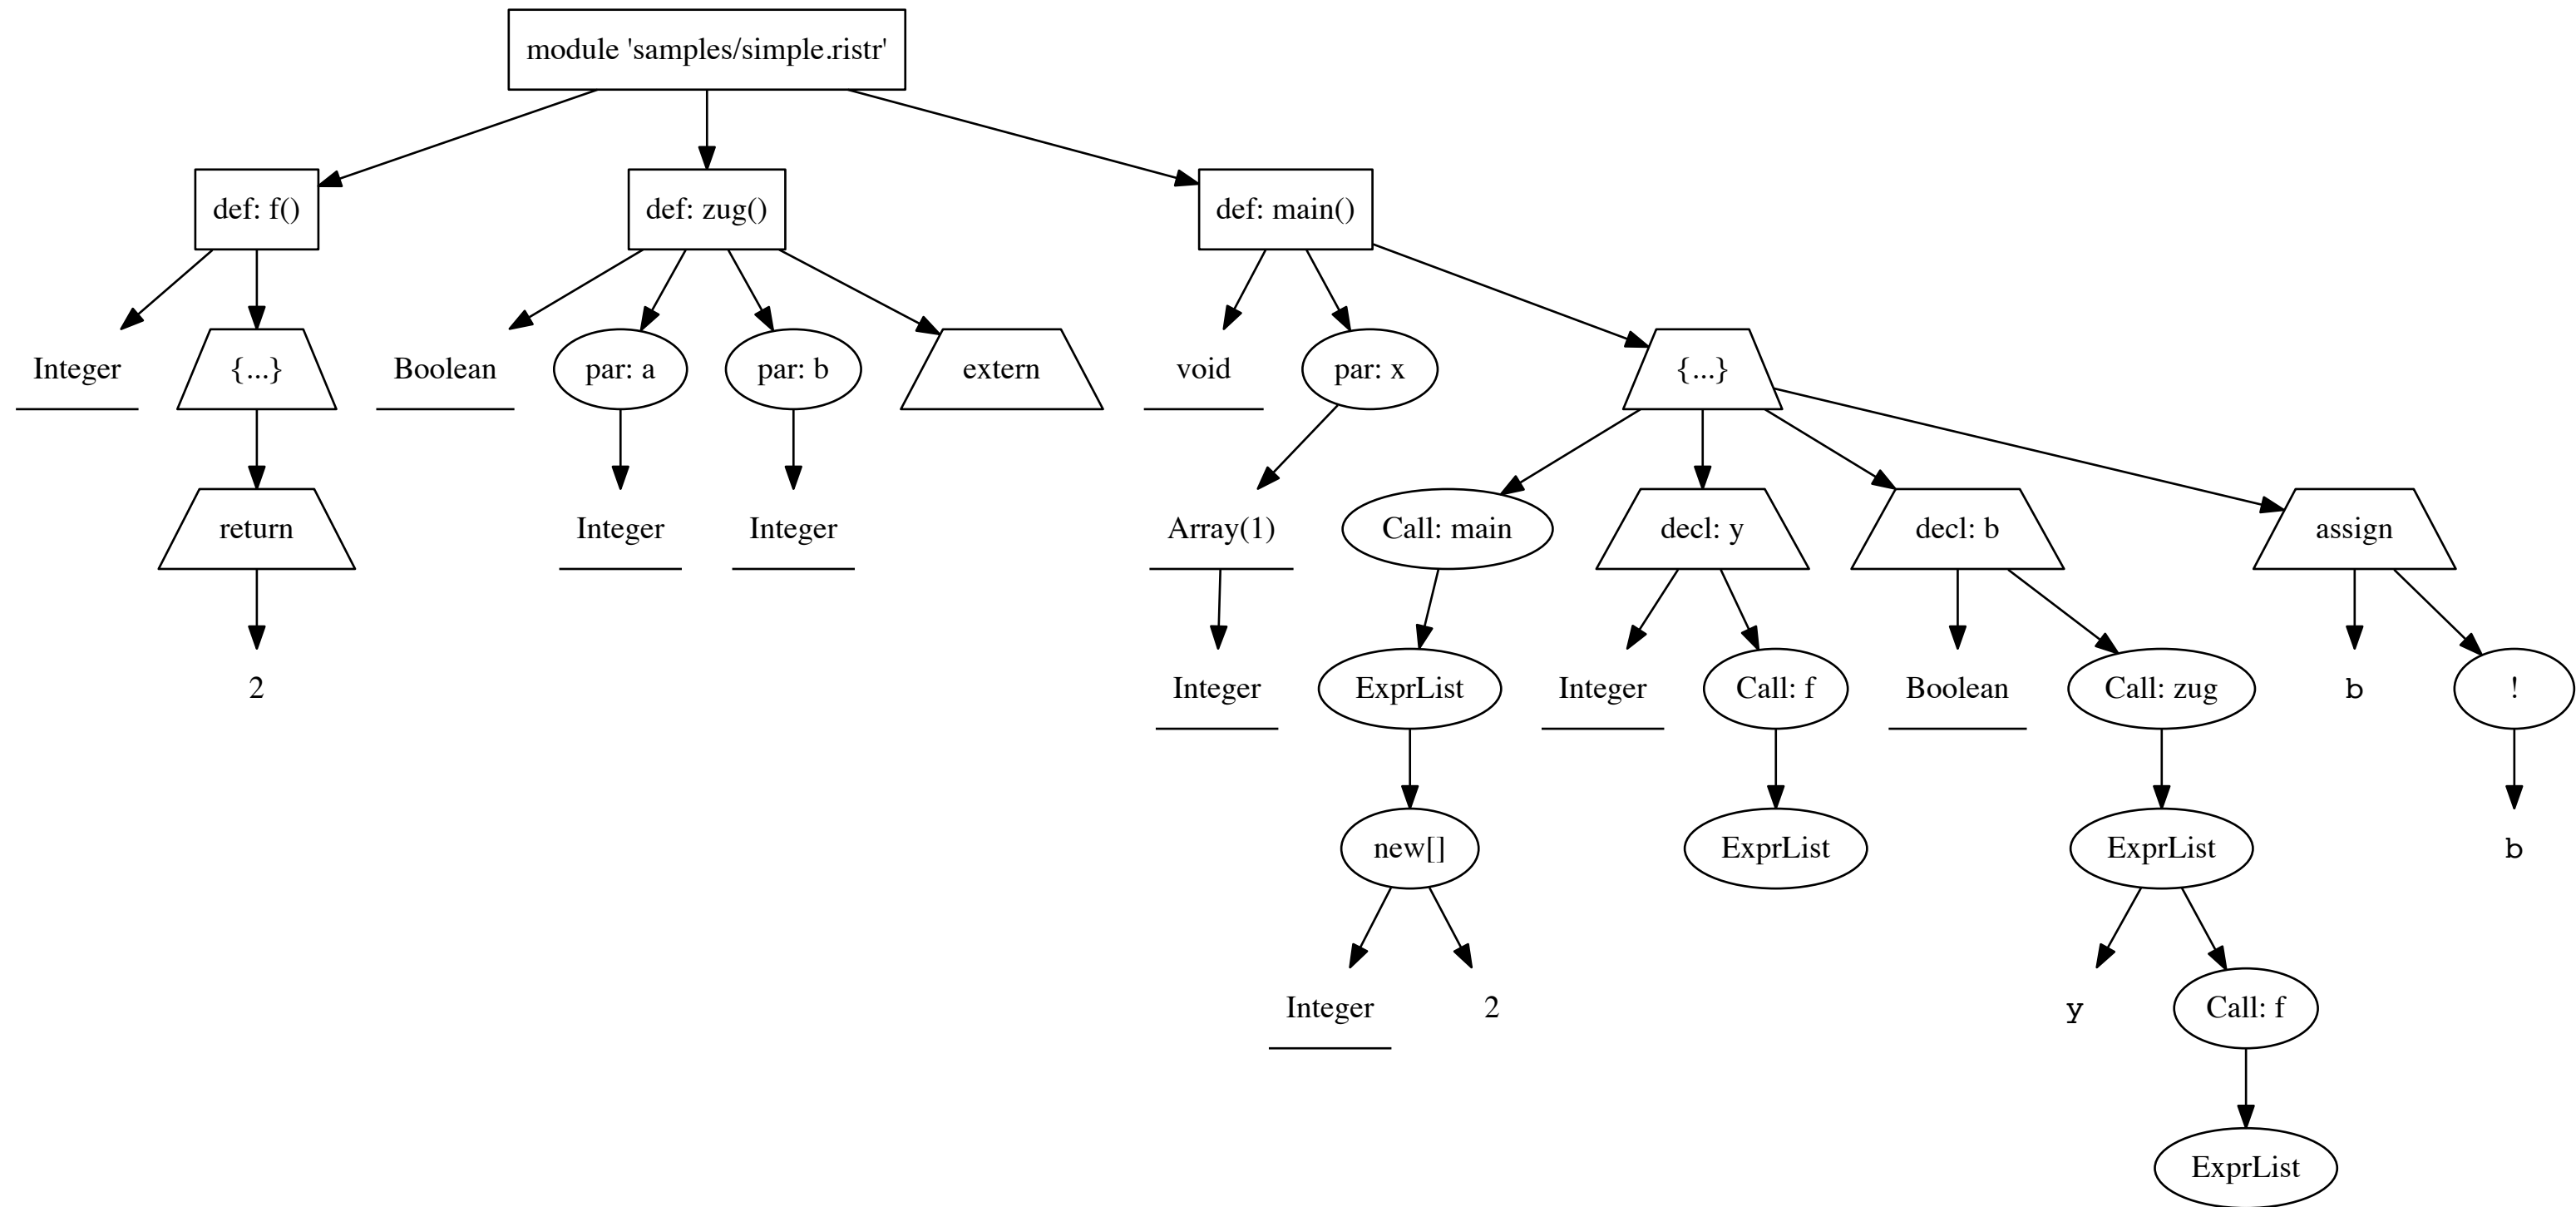 module 'samples/simple.ristr'
def: f()
def: zug()
def: main()
Integer
{...}
Boolean
par: a
par: b
extern
void
par: x
{...}
return
Integer
Integer
Array(1)
Call: main
decl: y
decl: b
assign
2
Integer
ExprList
Integer
Call: f
Boolean
Call: zug
b
!
new[]
ExprList
ExprList
b
Integer
2
y
Call: f
ExprList